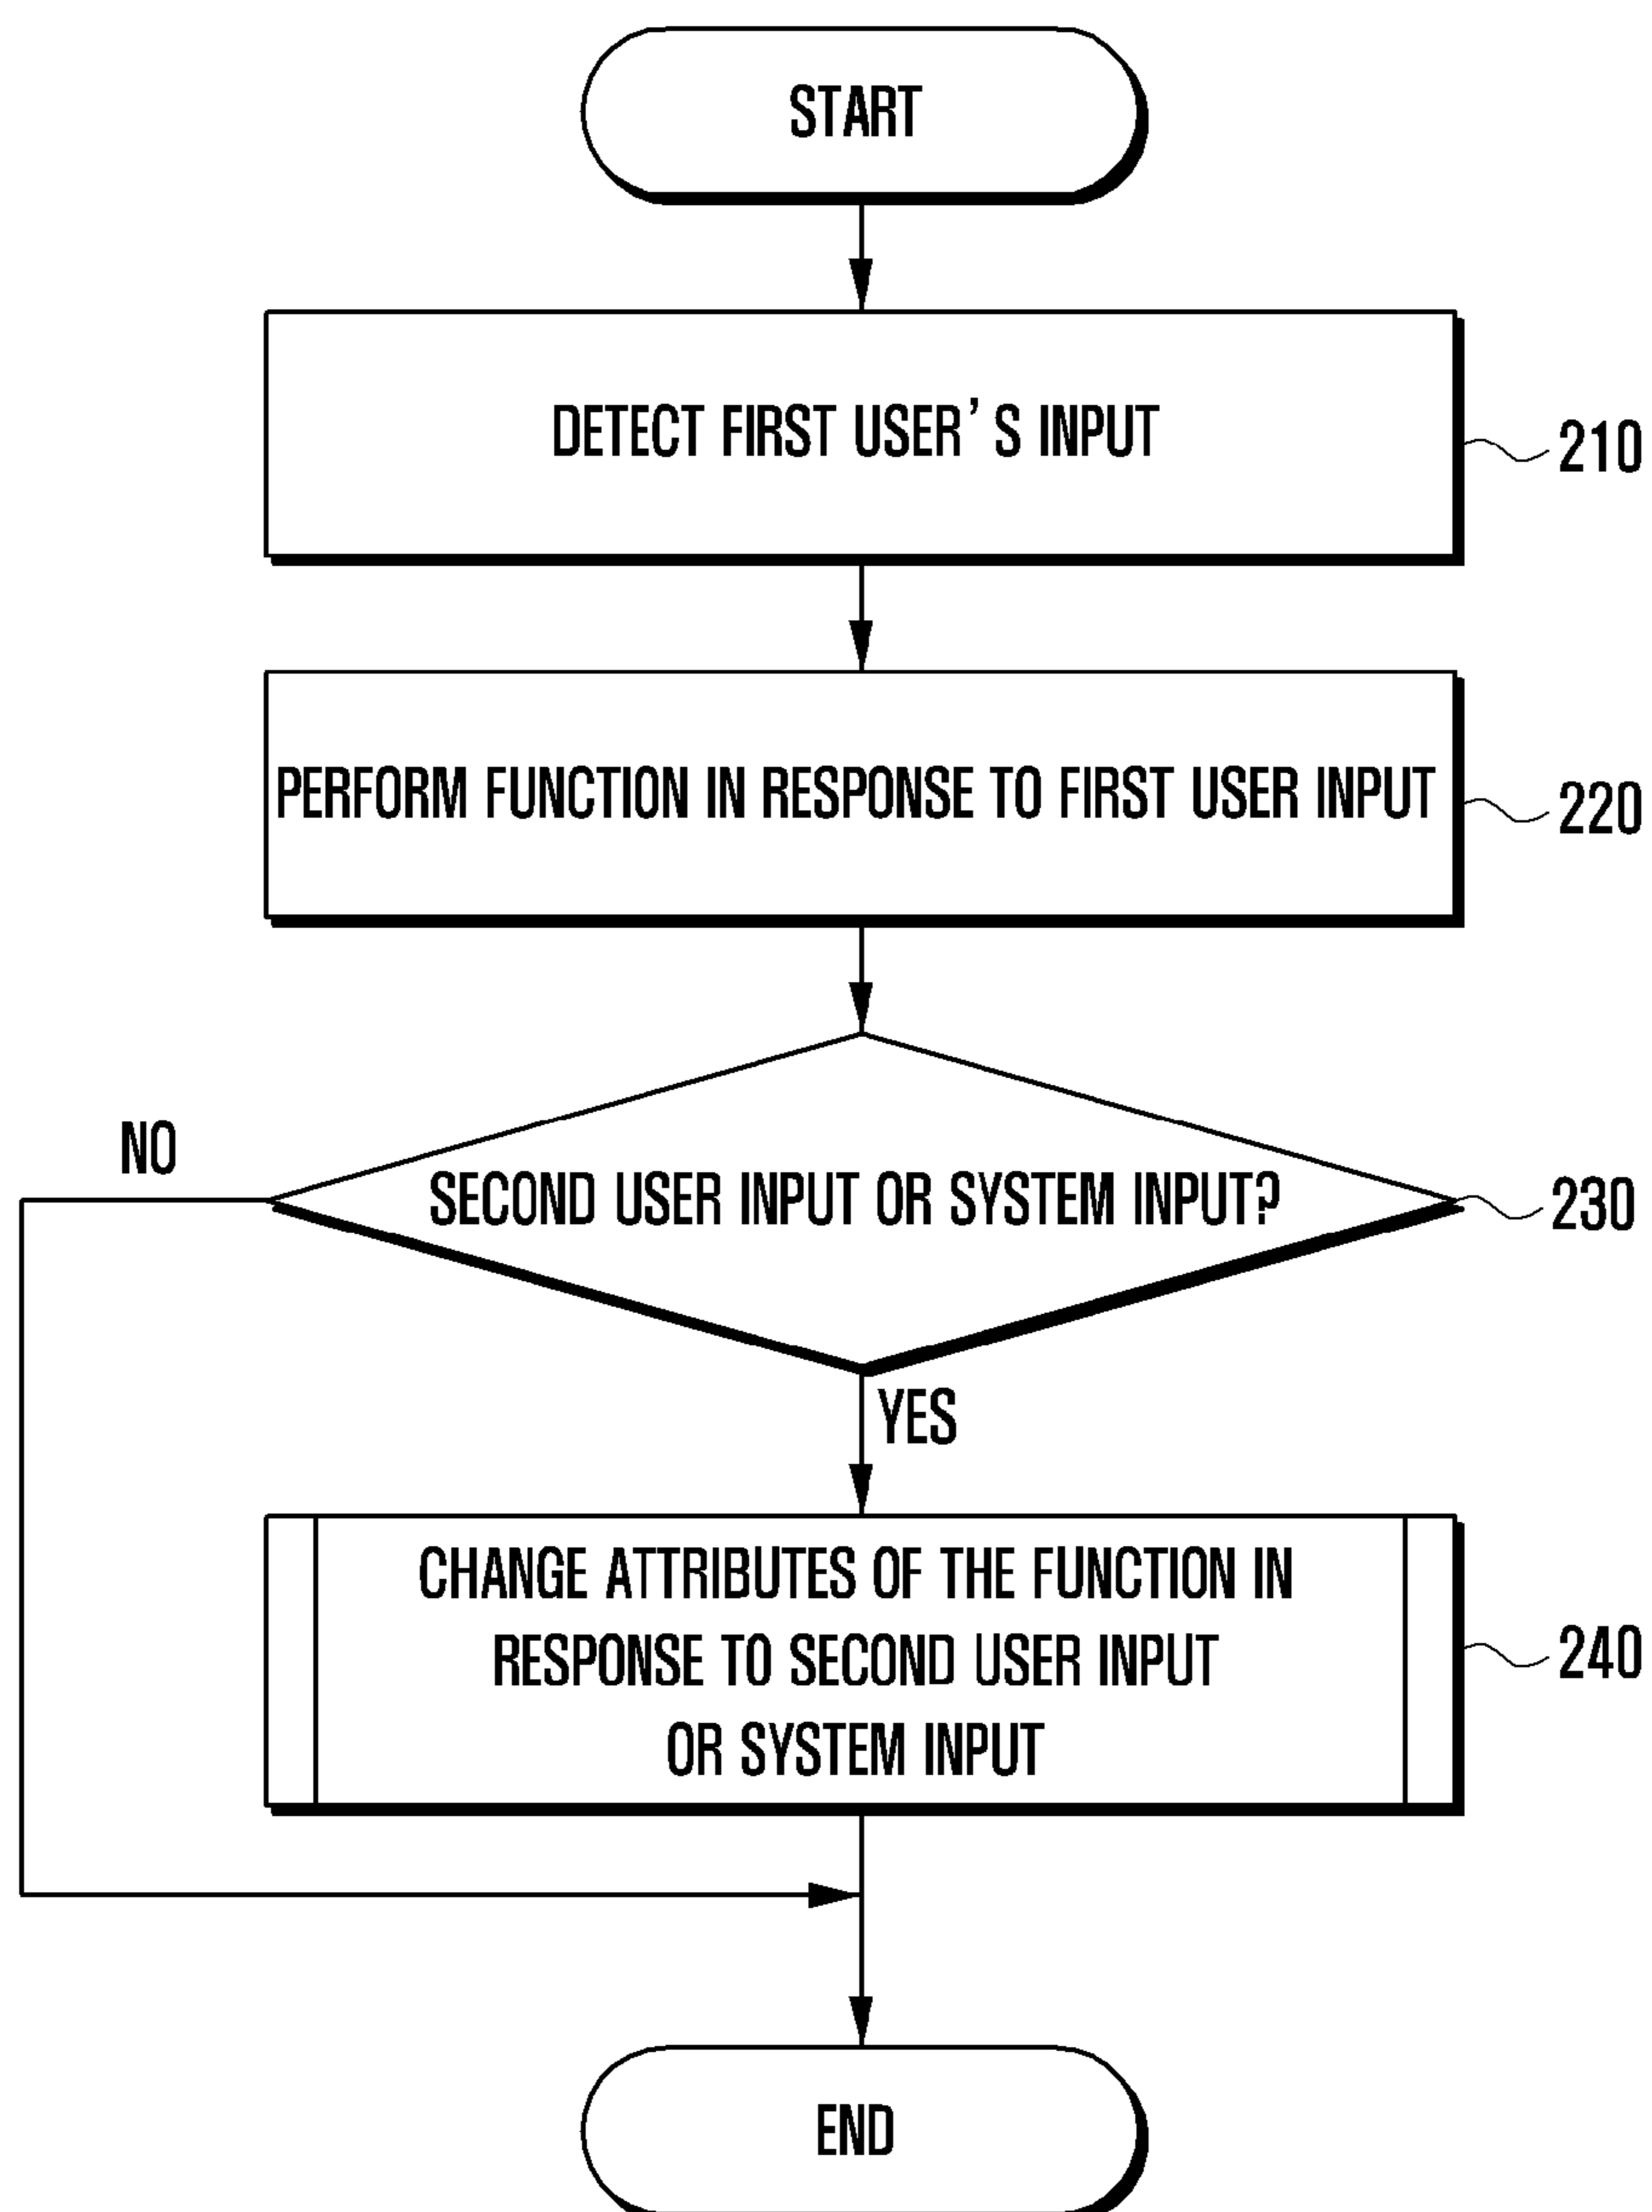 START
DETECT FIRST USER'S INPUT
210
PERFORM FUNCTION IN RESPONSE TO FIRST USER INPUT
220
NO
SECOND USER INPUT OR SYSTEM INPUT?
230
YES
CHANGE ATTRIBUTES OF THE FUNCTION IN
RESPONSE TO SECOND USER INPUT
OR SYSTEM INPUT
240
END